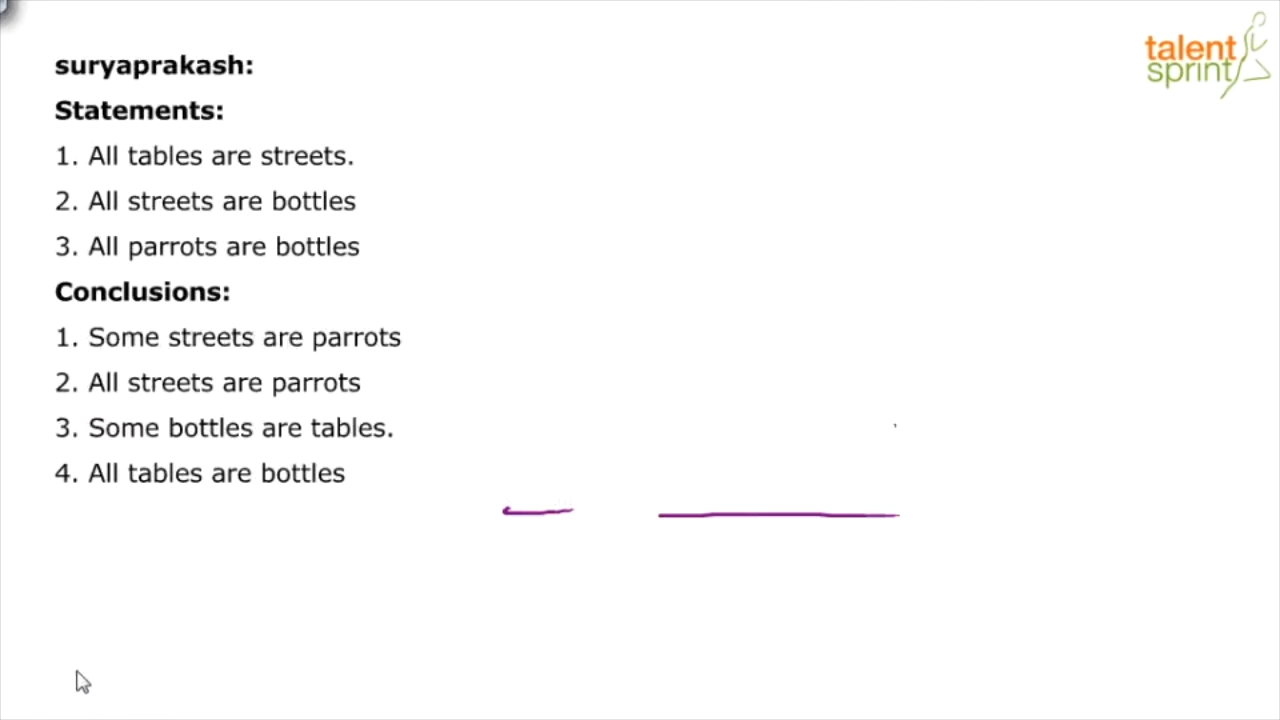 talent
sprint
suryaprakash:
Statements:
1. All tables are streets.
2. All streets are bottles
3. All parrots are bottles
Conclusions:
1. Some streets are parrots
2. All streets are parrots
3. Some bottles are tables.
4. All tables are bottles